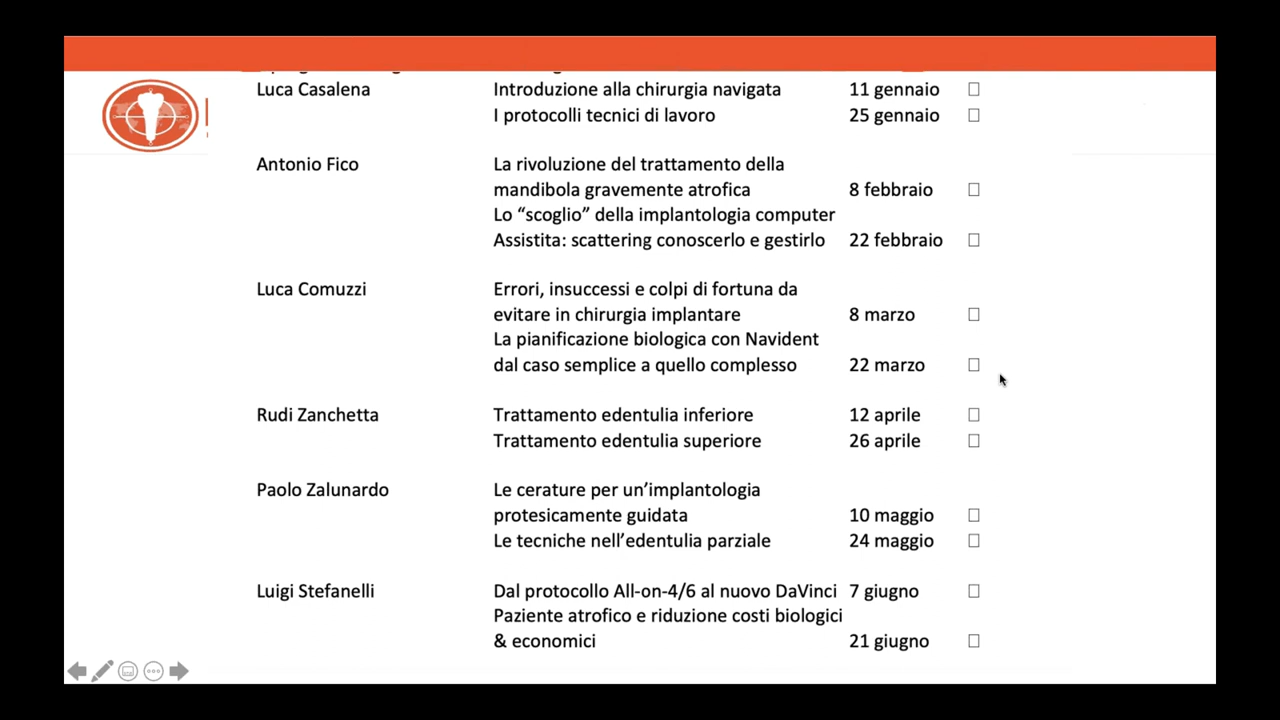 Luca Casalena Introduzione alla chirurgia navigata 11 gennaio
I protocolli tecnici di lavoro 25 gennaio
Antonio Fico La rivoluzione del trattamento della
mandibola gravemente atrofica 8 febbraio
Lo “scoglio” della implantologia computer
Assistita: scattering conoscerlo e gestirlo 22 febbraio
Luca Comuzzi Errori, insuccessi e colpi di fortuna da
evitare in chirurgia implantare 8 marzo
La pianificazione biologica con Navident
dal caso semplice a quello complesso 22 marzo
Rudi Zanchetta Trattamento edentulia inferiore 12 aprile
Trattamento edentulia superiore 26 aprile
Paolo Zalunardo Le cerature per un’implantologia
protesicamente guidata 10 maggio
Le tecniche nell’edentulia parziale 24 maggio
Luigi Stefanelli Dal protocollo All-on-4/6 al nuovo DaVinci 7 giugno
Paziente atrofico e riduzione costi biologici
& economici 21 giugno